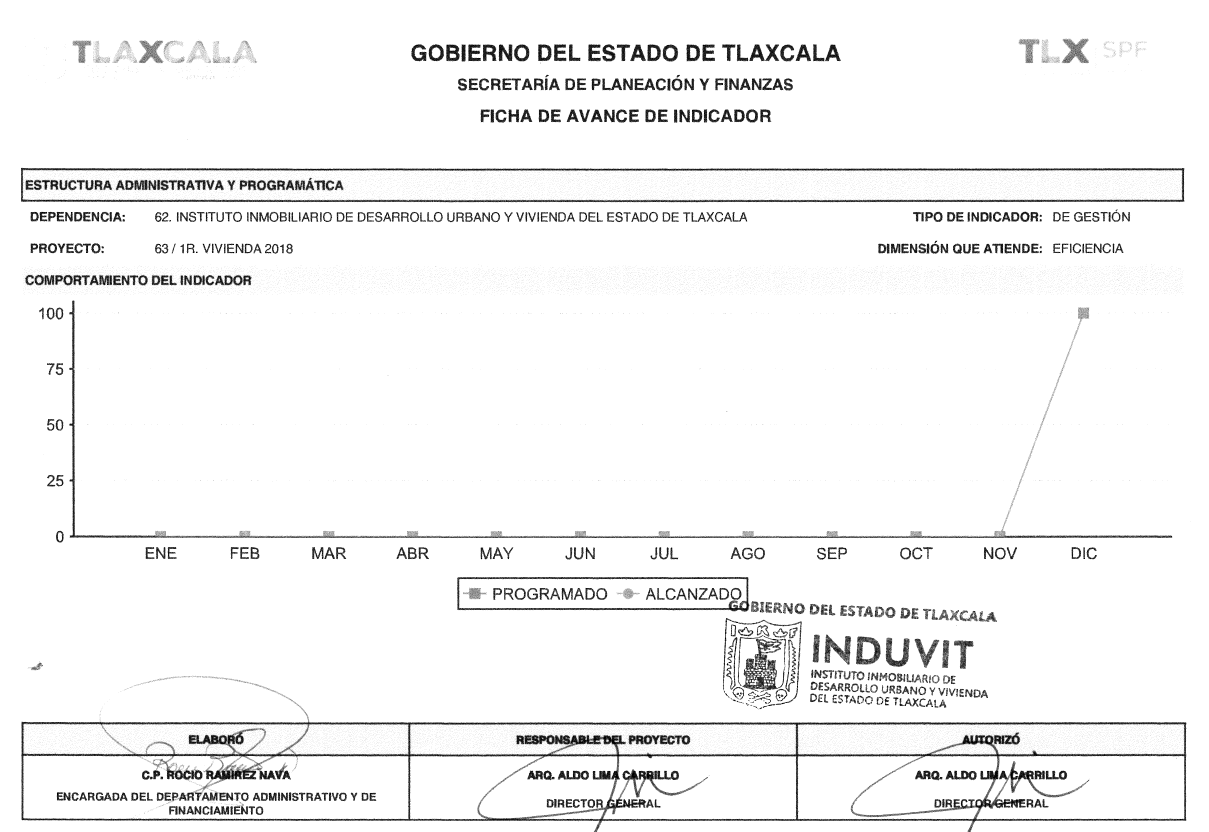 TLAXCALA
GOBIERNO DEL ESTADO DE TLAXCALA
TLX SPF
SECRETARÍA DE PLANEACIÓN Y FINANZAS
FICHA DE AVANCE DE INDICADOR
ESTRUCTURA ADMINISTRATIVA Y PROGRAMÁTICA
DEPENDENCIA: 62. INSTITUTO INMOBILIARIO DE DESARROLLO URBANO Y VIVIENDA DEL ESTADO DE TLAXCALA TIPO DE INDICADOR: DE GESTIÓN
PROYECTO: 63 / 1R. VIVIENDA 2018 DIMENSIÓN QUE ATIENDE: EFICIENCIA
COMPORTAMIENTO DEL INDICADOR
100
75
50
25
0
ENE FEB MAR ABR MAY JUN JUL AGO SEP OCT NOV DIC
PROGRAMADO ALCANZADO
GOBIERNO DEL ESTADO DE TLAXCALA
INDUVIT
INSTITUTO INMOBILIARIO DE
DESARROLLO URBANO Y VIVIENDA
DEL ESTADO DE TLAXCALA
ELABORÓ RESPONSABLE DEL PROYECTO AUTORIZÓ
C.P. ROCIO RAMIREZ NAVA ARQ. ALDO LIMA CARRILLO ARQ. ALDO LIMA CARRILLO
ENCARGADA DEL DEPARTAMENTO ADMINISTRATIVO Y DE
FINANCIAMIENTO
DIRECTOR GENERAL DIRECTOR GENERAL